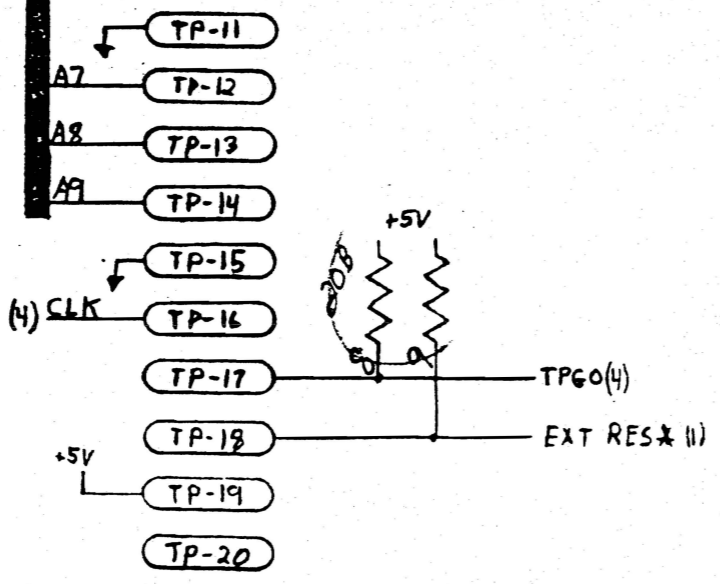 TP-11
A7 TP-12
A8 TP-13
A9 TP-14
+5V
TP-15
(4) CLK TP-16
TP-17 TPGO(4)
TP-18 EXT RES* (1)
+5V
TP-19
TP-20